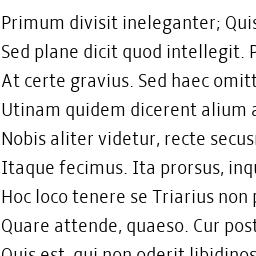 Primum divisit ineleganter; Quis
Sed plane dicit quod intellegit. P
At certe gravius. Sed haec omitt
Utinam quidem dicerent alium a
Nobis aliter videtur, recte secus
Itaque fecimus. Ita prorsus, inqu
Hoc loco tenere se Triarius non p
Quare attende, quaeso. Cur post
Quis est, qui non oderit libidinos